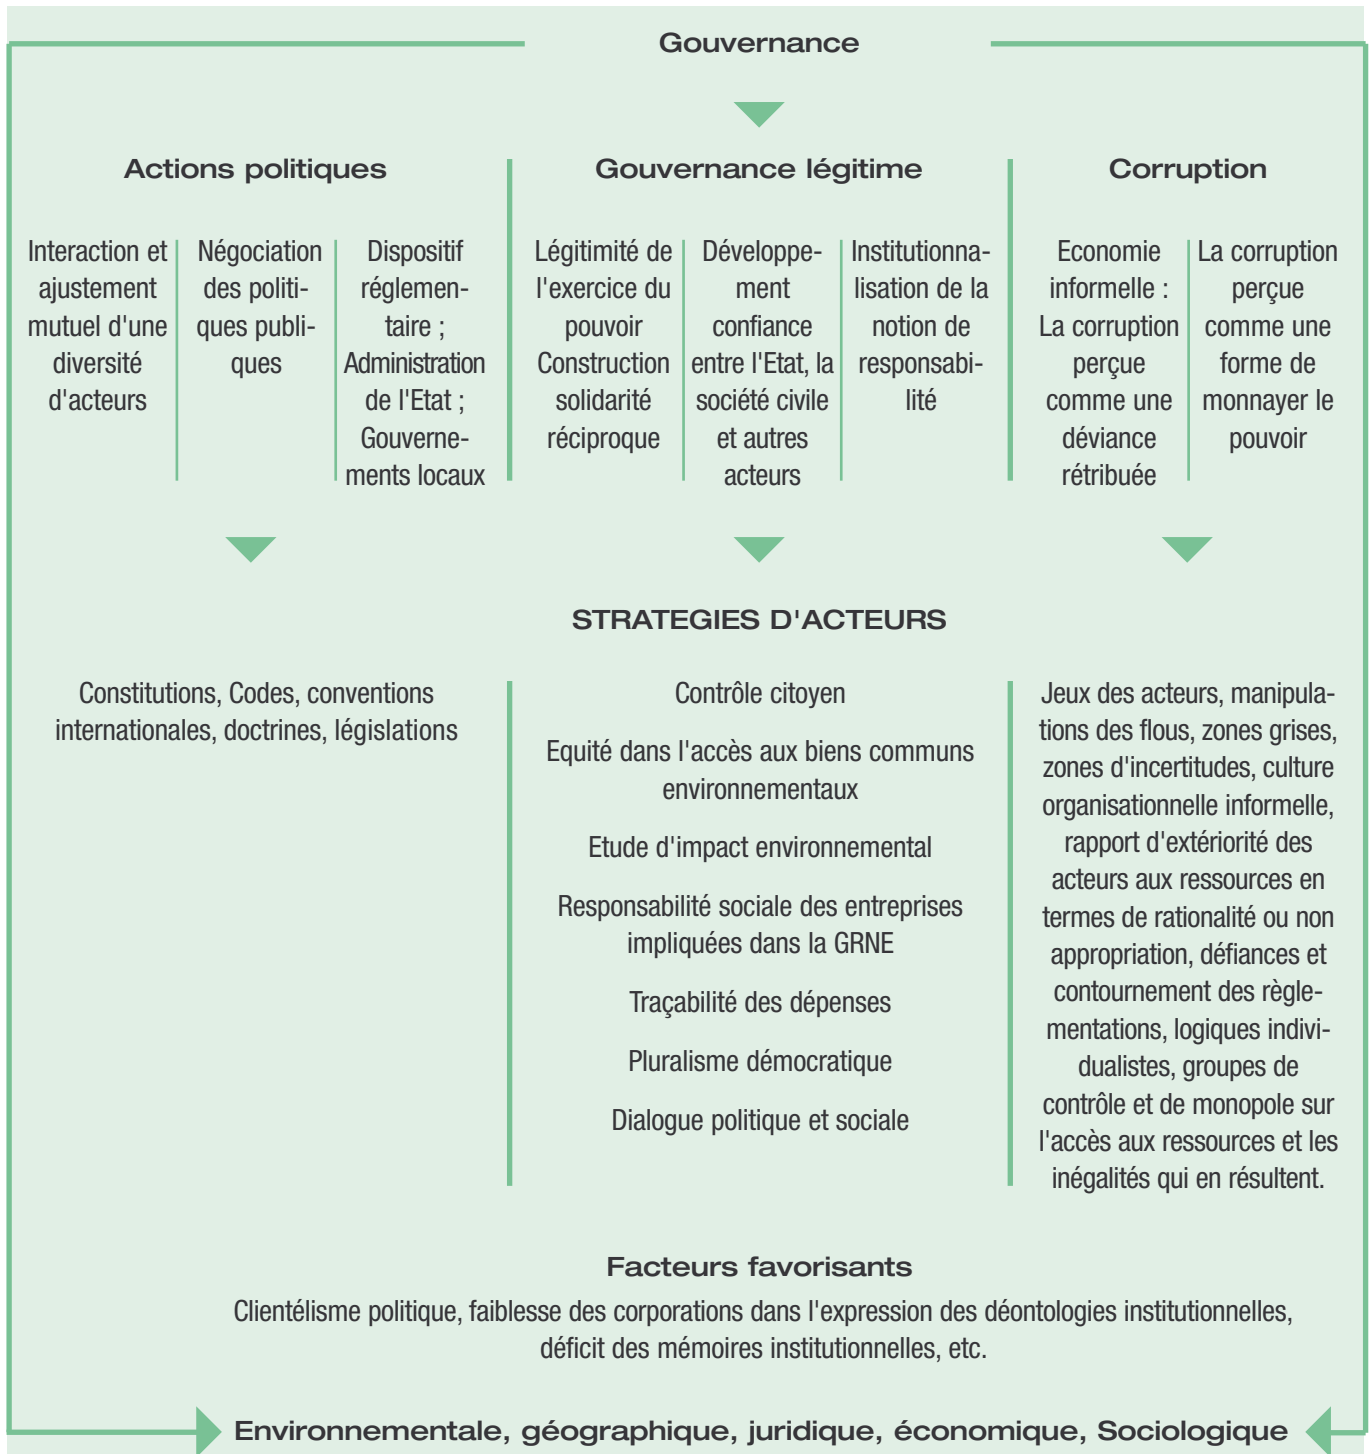 Gouvernance
Actions politiques
Interaction et
ajustement
mutuel d'une
diversité
d'acteurs
Négociation
des politi-
ques publi-
ques
Dispositif
réglemen-
taire ;
Administration
de l'Etat ;
Gouverne-
ments locaux
Gouvernance légitime
Légitimité de
l'exercice du
pouvoir
Construction
solidarité
réciproque
Développe-
ment
confiance
entre l'Etat, la
société civile
et autres
acteurs
Institutionna-
lisation de la
notion de
responsabi-
lité
Corruption
Economie
informelle :
La corruption
perçue
comme une
déviance
rétribuée
La corruption
perçue
comme une
forme de
monnayer le
pouvoir
STRATEGIES D'ACTEURS
Constitutions, Codes, conventions
internationales, doctrines, législations
Contrôle citoyen
Equité dans l'accès aux biens communs
environnementaux
Etude d'impact environnemental
Responsabilité sociale des entreprises
impliquées dans la GRNE
Traçabilité des dépenses
Pluralisme démocratique
Dialogue politique et sociale
Jeux des acteurs, manipula-
tions des flous, zones grises,
zones d'incertitudes, culture
organisationnelle informelle,
rapport d'extériorité des
acteurs aux ressources en
termes de rationalité ou non
appropriation, défiances et
contournement des règle-
mentations, logiques indivi-
dualistes, groupes de
contrôle et de monopole sur
l'accès aux ressources et les
inégalités qui en résultent.
Facteurs favorisants
Clientélisme politique, faiblesse des corporations dans l'expression des déontologies institutionnelles,
déficit des mémoires institutionnelles, etc.
Environnementale, géographique, juridique, économique, Sociologique